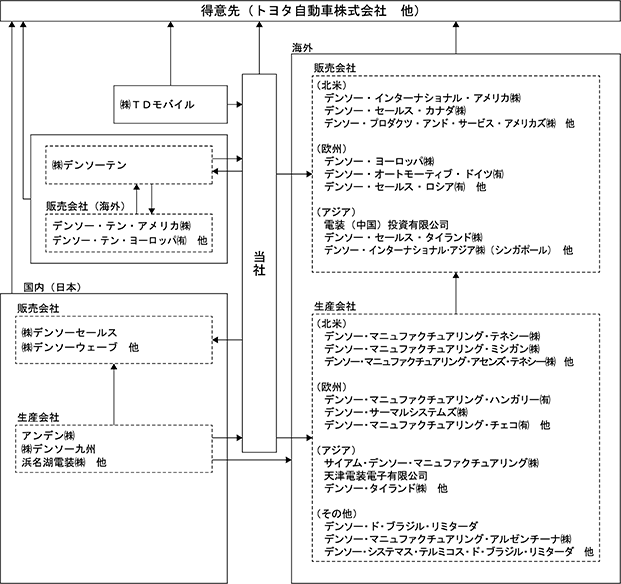 得意先（トヨタ自動車株式会社　他）
㈱ＴＤモバイル
㈱デンソーテン
販売会社（海外）
デンソー・テン・アメリカ㈱
デンソー・テン・ヨーロッパ㈲　他
国内（日本）
販売会社
㈱デンソーセールス
㈱デンソーウェーブ　他
生産会社
アンデン㈱
㈱デンソー九州
浜名湖電装㈱　他
当社
海外
販売会社
（北米）
デンソー・インターナショナル・アメリカ㈱
デンソー・セールス・カナダ㈱
デンソー・プロダクツ・アンド・サービス・アメリカズ㈱　他
（欧州）
デンソー・ヨーロッパ㈱
デンソー・オートモーティブ・ドイツ㈲
デンソー・セールス・ロシア㈲　他
（アジア）
電装（中国）投資有限公司
デンソー・セールス・タイランド㈱
デンソー・インターナショナル・アジア㈱（シンガポール）　他
生産会社
（北米）
デンソー・マニュファクチュアリング・テネシー㈱
デンソー・マニュファクチュアリング・ミシガン㈱
デンソー・マニュファクチュアリング・アセンズ・テネシー㈱　他
（欧州）
デンソー・マニュファクチュアリング・ハンガリー㈲
デンソー・サーマルシステムズ㈱
デンソー・マニュファクチュアリング・チェコ㈲　他
（アジア）
サイアム・デンソー・マニュファクチュアリング㈱
天津電装電子有限公司
デンソー・タイランド㈱　他
（その他）
デンソー・ド・ブラジル・リミターダ
デンソー・マニュファクチュアリング・アルゼンチーナ㈱
デンソー・システマス・テルミコス・ド・ブラジル・リミターダ　他